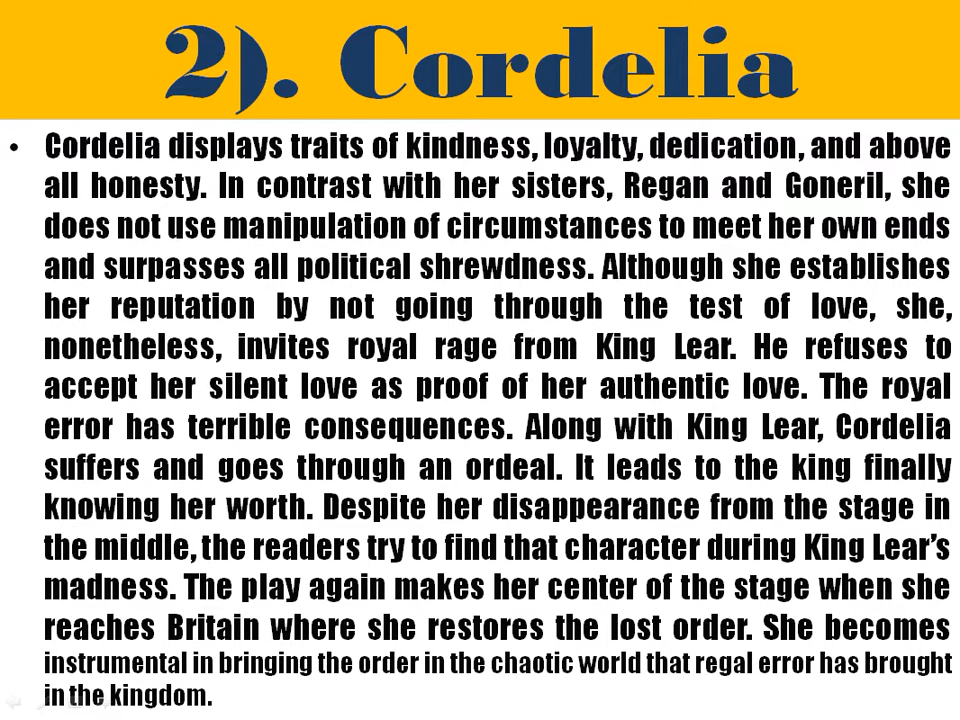 2). Cordelia
• Cordelia displays traits of kindness, loyalty, dedication, and above
all honesty. In contrast with her sisters, Regan and Goneril, she
does not use manipulation of circumstances to meet her own ends
and surpasses all political shrewdness. Although she establishes
her reputation by not going through the test of love, she,
nonetheless, invites royal rage from King Lear. He refuses to
accept her silent love as proof of her authentic love. The royal
error has terrible consequences. Along with King Lear, Cordelia
suffers and goes through an ordeal. It leads to the king finally
knowing her worth. Despite her disappearance from the stage in
the middle, the readers try to find that character during King Lear’s
madness. The play again makes her center of the stage when she
reaches Britain where she restores the lost order. She becomes
instrumental in bringing the order in the chaotic world that regal error has brought
in the kingdom.